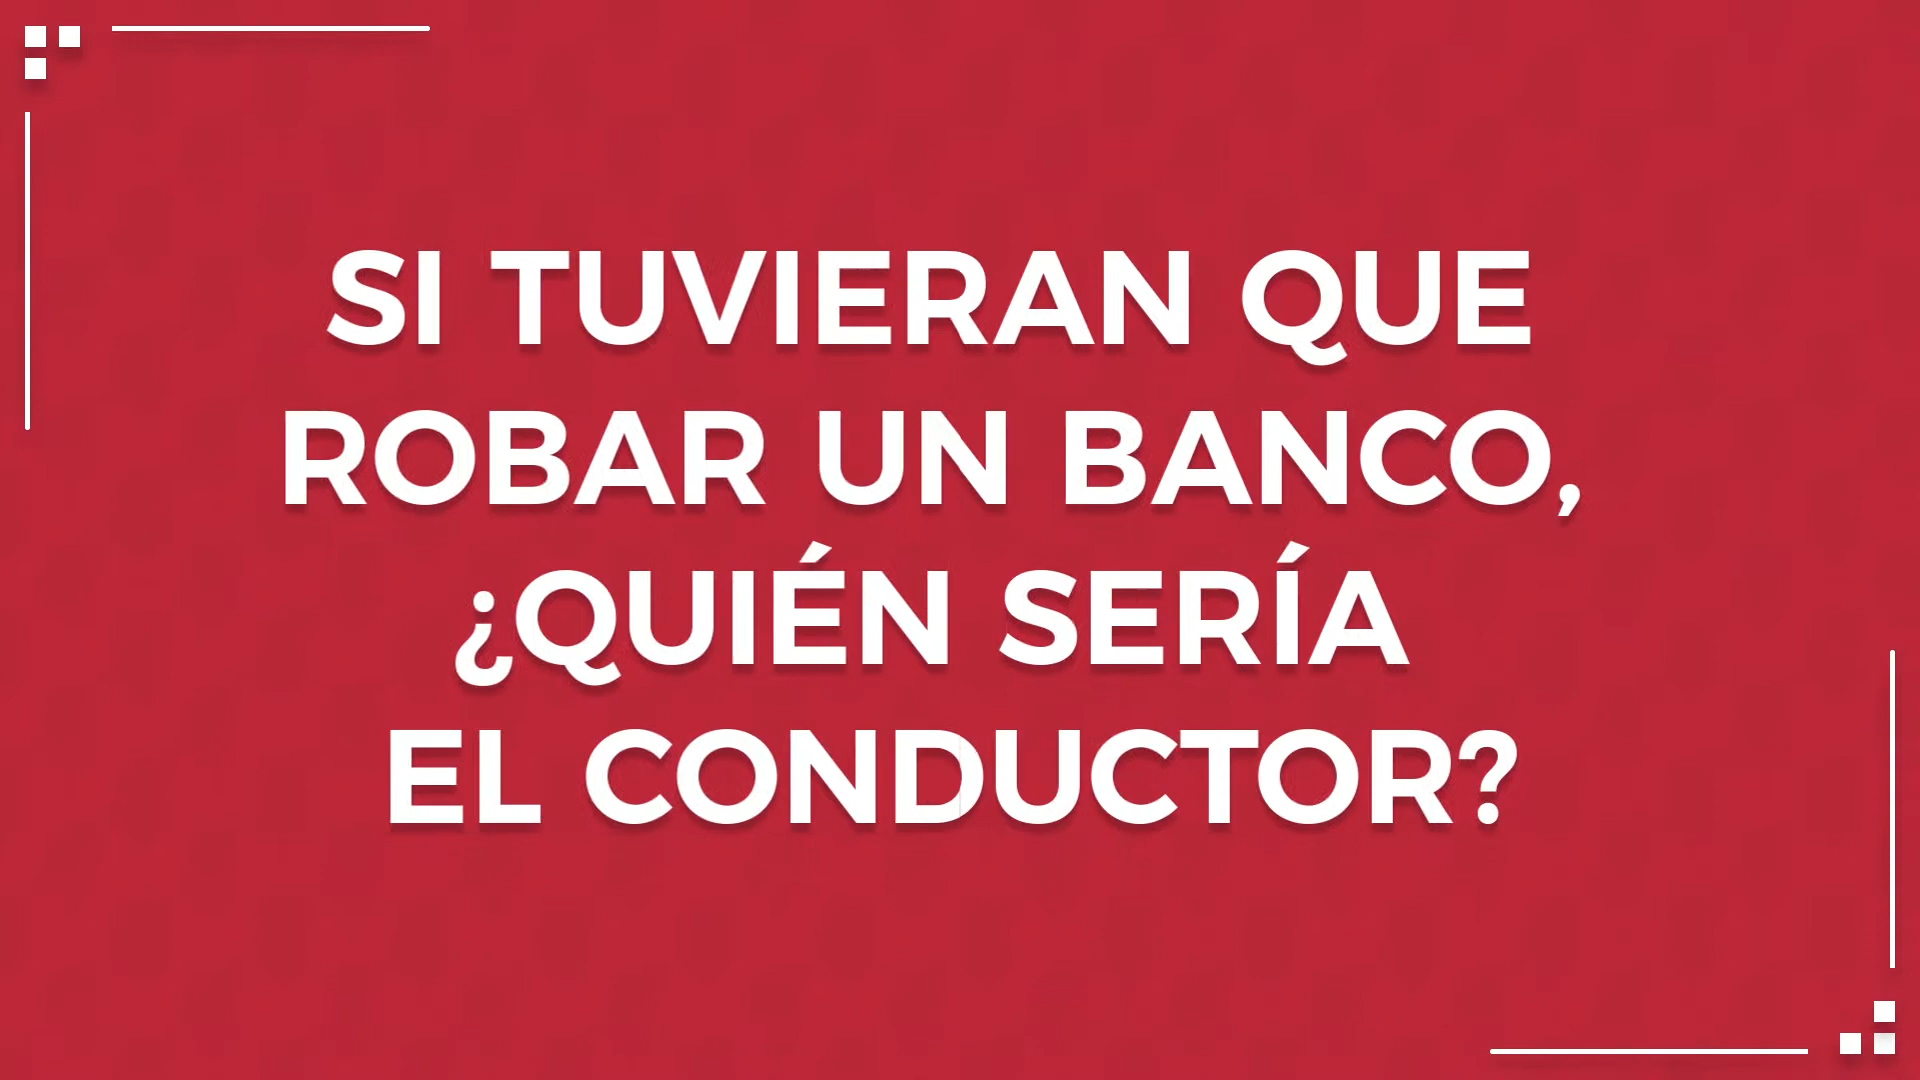 SI TUVIERAN QUE
ROBAR UN BANCO,
¿QUIÉN SERÍA
EL CONDUCTOR?